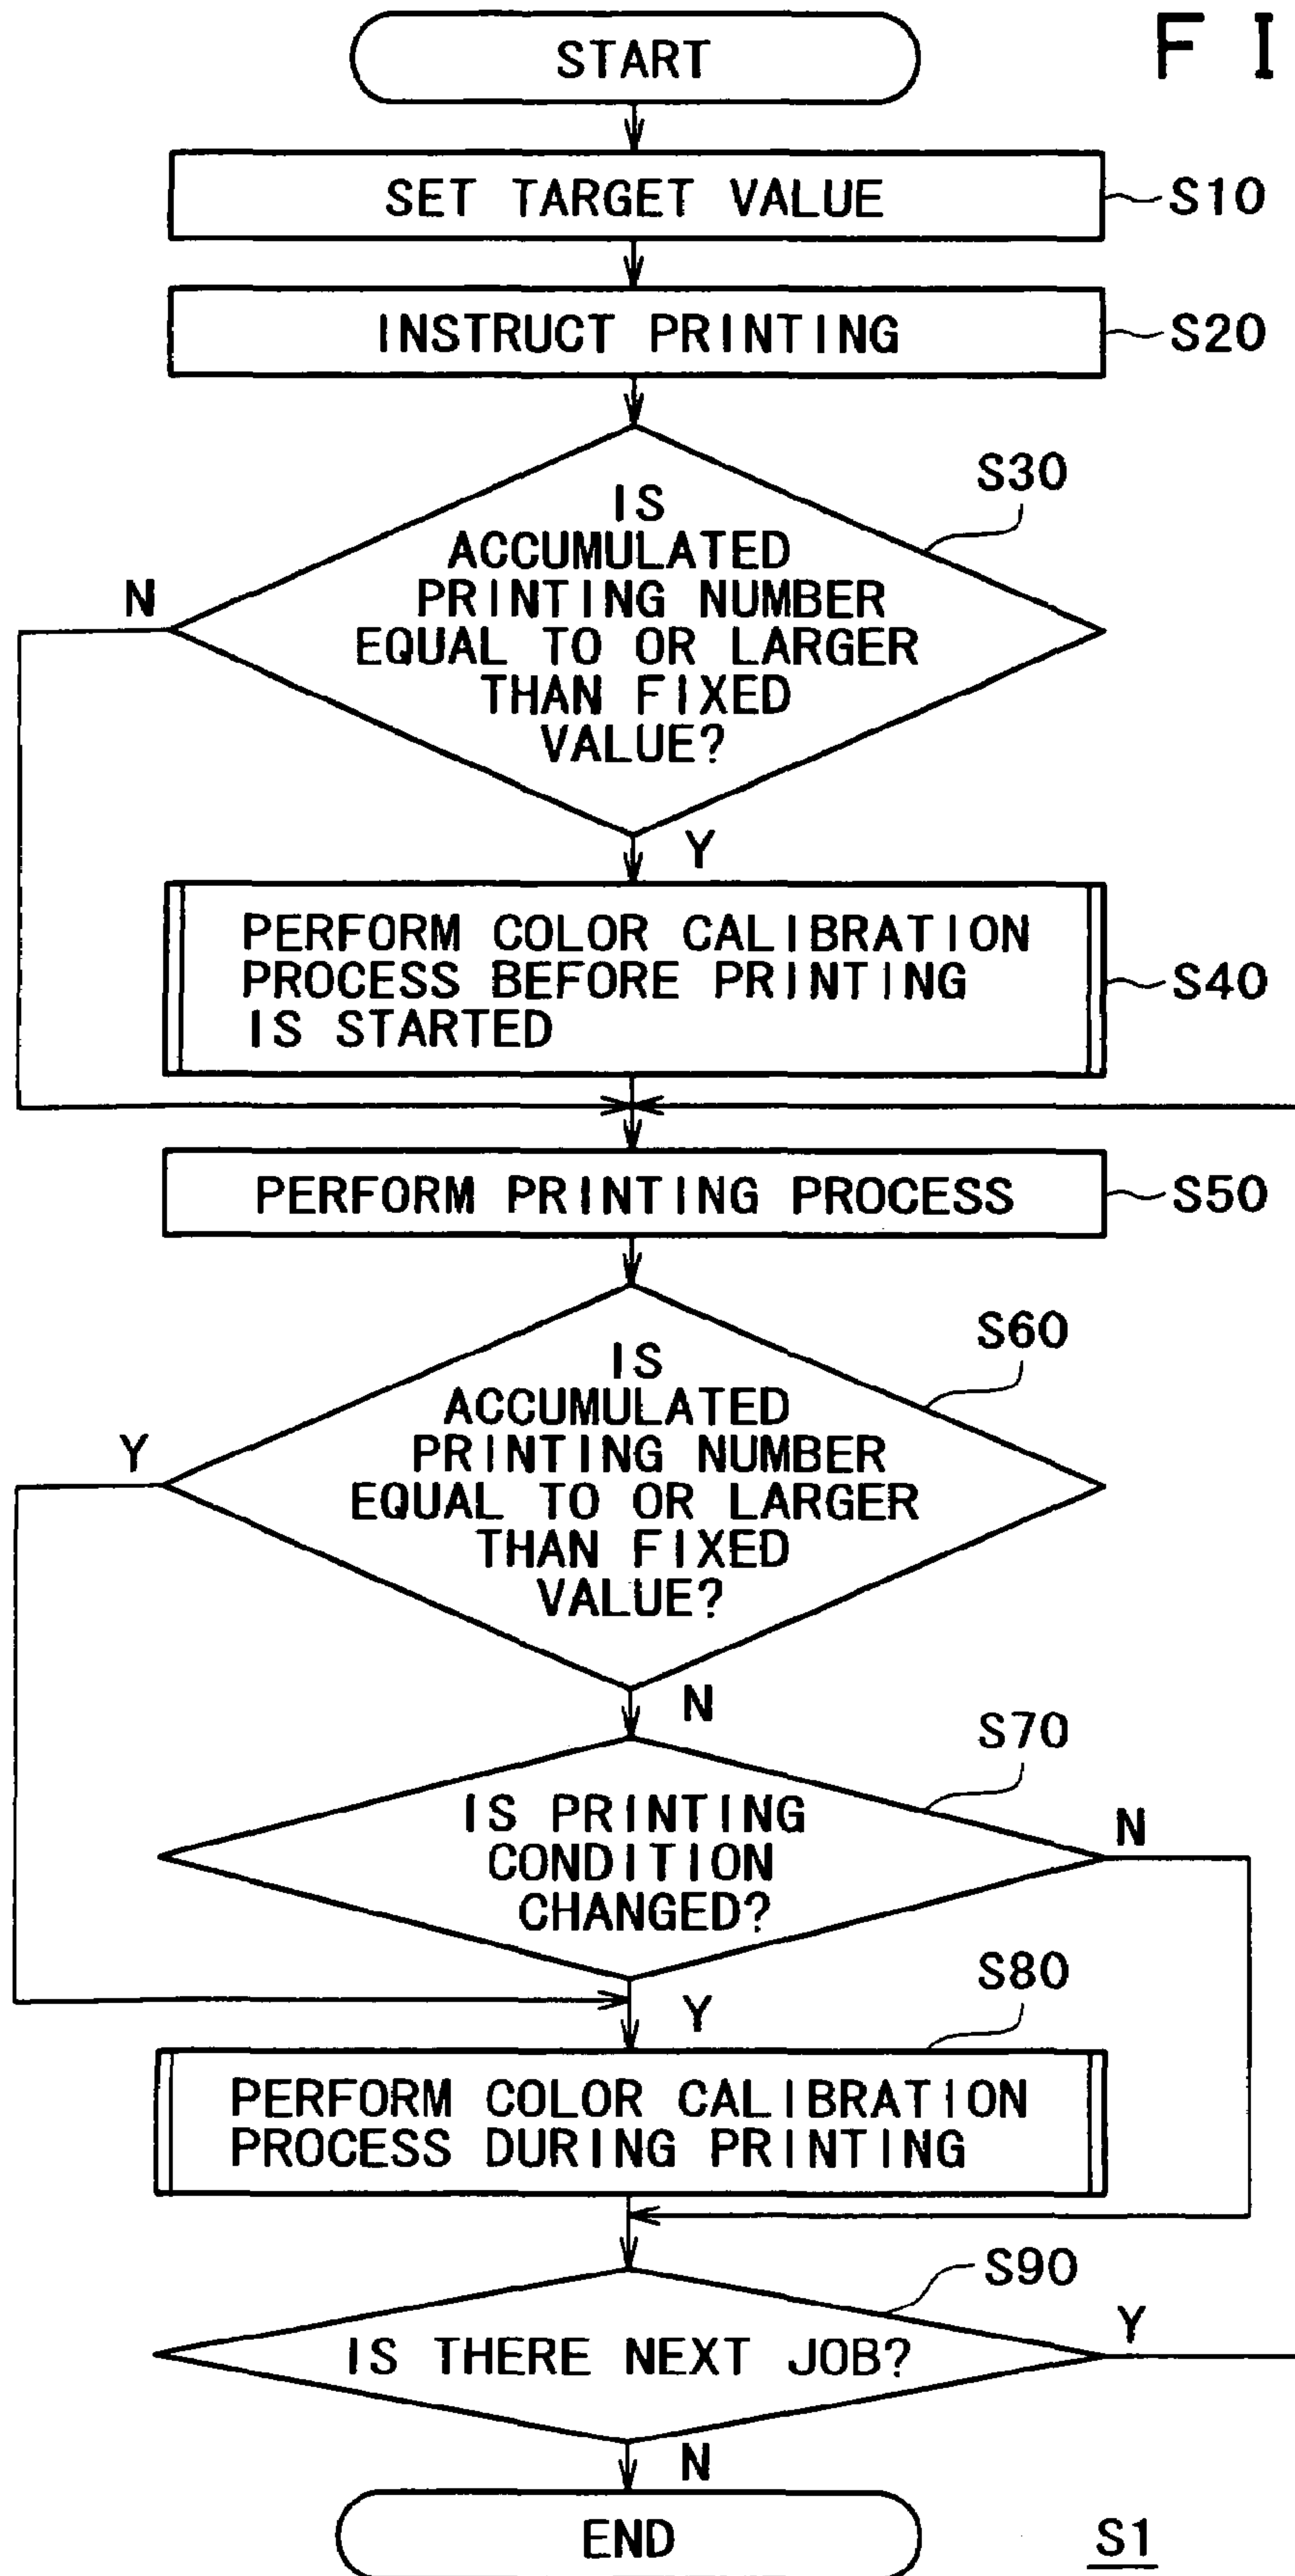 START
FI
SET TARGET VALUE
S10
INSTRUCT PRINTING
S20
S30
IS
ACCUMULATED
PRINTING NUMBER
EQUAL TO OR LARGER
THAN FIXED
VALUE?
N
Y
PERFORM COLOR CALIBRATION
PROCESS BEFORE PRINTING
IS STARTED
S40
PERFORM PRINTING PROCESS
S50
S60
IS
ACCUMULATED
PRINTING NUMBER
EQUAL TO OR LARGER
THAN FIXED
VALUE?
Y
N
S70
IS PRINTING
CONDITION
CHANGED?
N
Y
S80
PERFORM COLOR CALIBRATION
PROCESS DURING PRINTING
S90
IS THERE NEXT JOB?
Y
N
END
S1